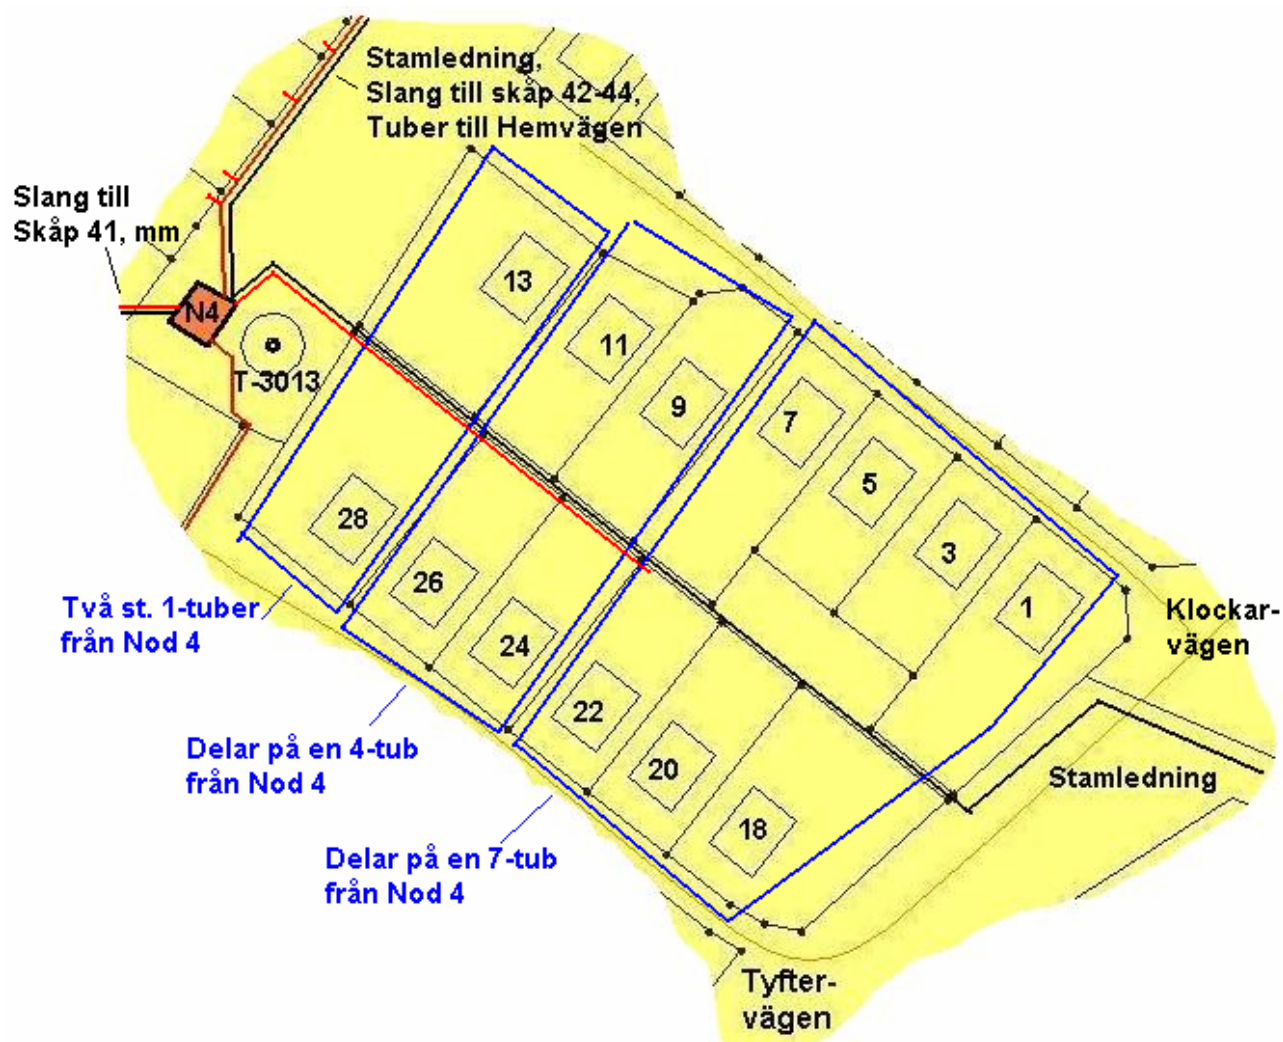 Stamledning,
Slang till skåp 42-44,
Tuber till Hemvägen
Slang till
Skåp 41, mm
N4
T-3013
13
11
9
7
5
3
1
28
26
24
22
20
18
Klockar-
vägen
Två st. 1-tuber
från Nod 4
Delar på en 4-tub
från Nod 4
Delar på en 7-tub
från Nod 4
Stamledning
Tyfter-
vägen